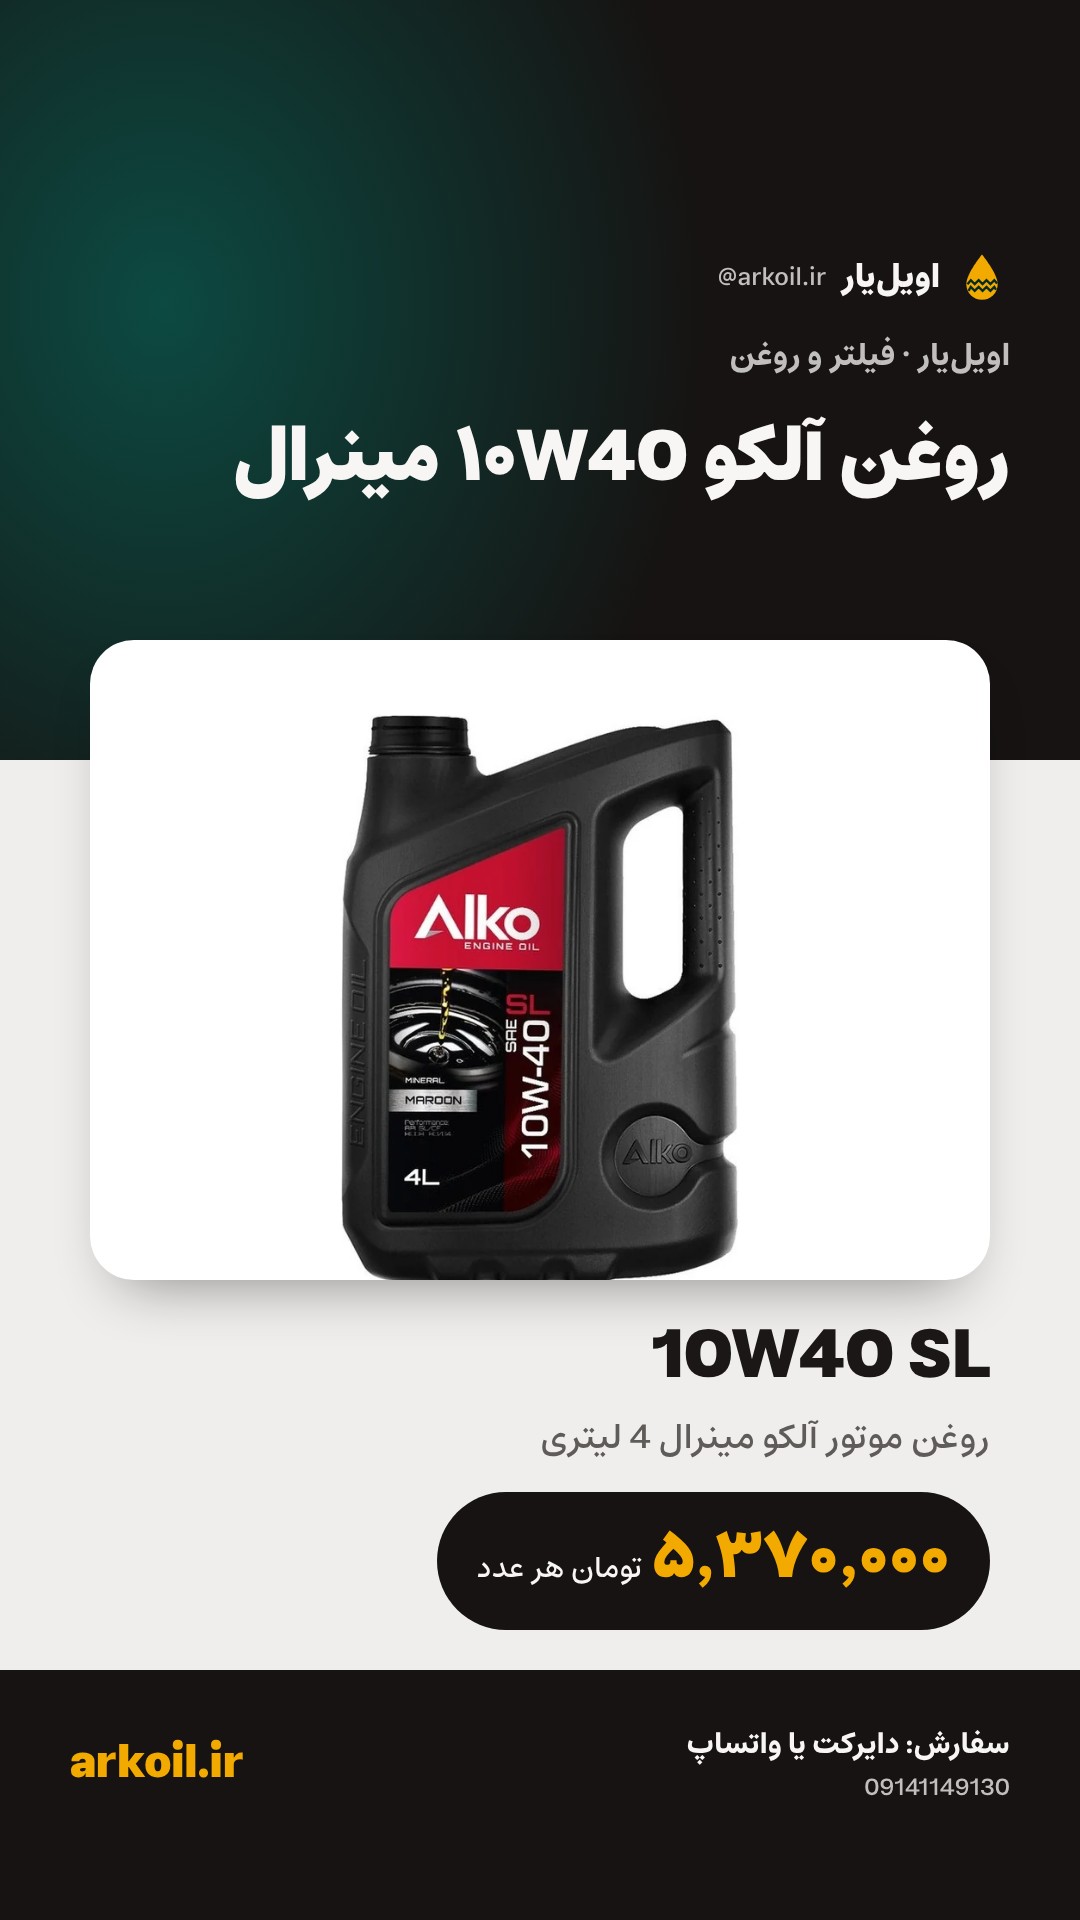 اویل‌یار @arkoil.ir
اویل‌یار · فیلتر و روغن
روغن آلکو ۱۰W40 مینرال
Alko
ENGINE OIL
SL
SAE
10W-40
MINERAL
MAROON
Performance:
4L
ENGINE OIL
Alko
10W40 SL
روغن موتور آلکو مینرال 4 لیتری
۵,۳۷۰,۰۰۰ تومان هر عدد
سفارش: دایرکت یا واتساپ
09141149130
arkoil.ir